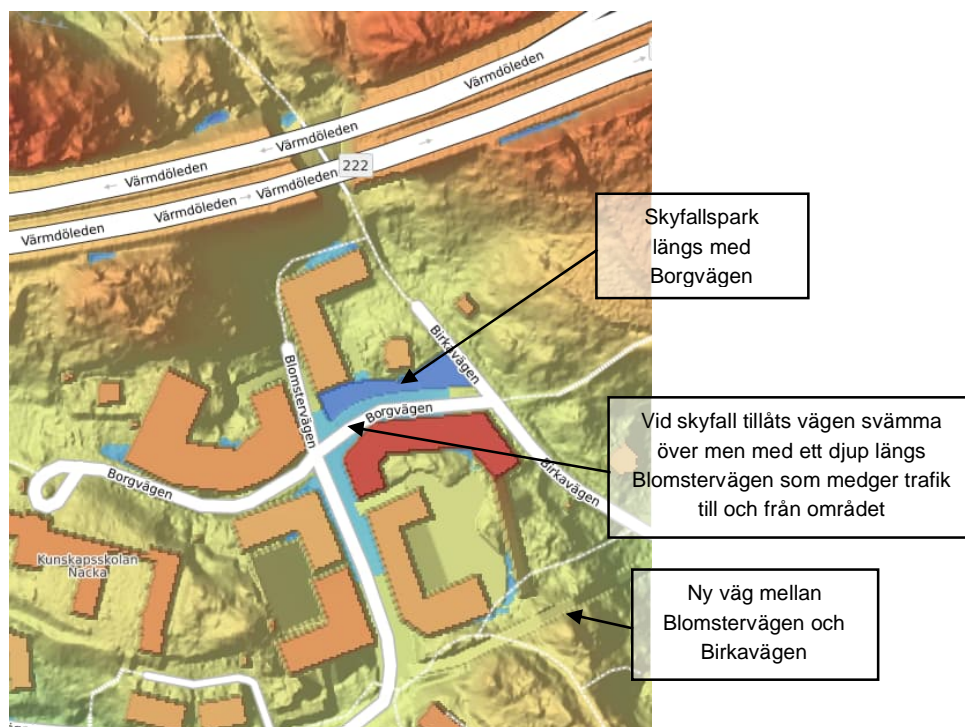 Värmdöleden
Värmdöleden
Värmdöleden
Värmdöleden
222
Värmdöleden
Värmdöleden
Värmdöleden
Värmdöleden
Skyfallspark
längs med
Borgvägen
Birkavägen
Blomstervägen
Borgvägen
Vid skyfall tillåts vägen svämma
över men med ett djup längs
Blomstervägen som medger trafik
till och från området
Borgvägen
Birkavägen
Kunskapsskolan
Nacka
Ny väg mellan
Blomstervägen och
Birkavägen